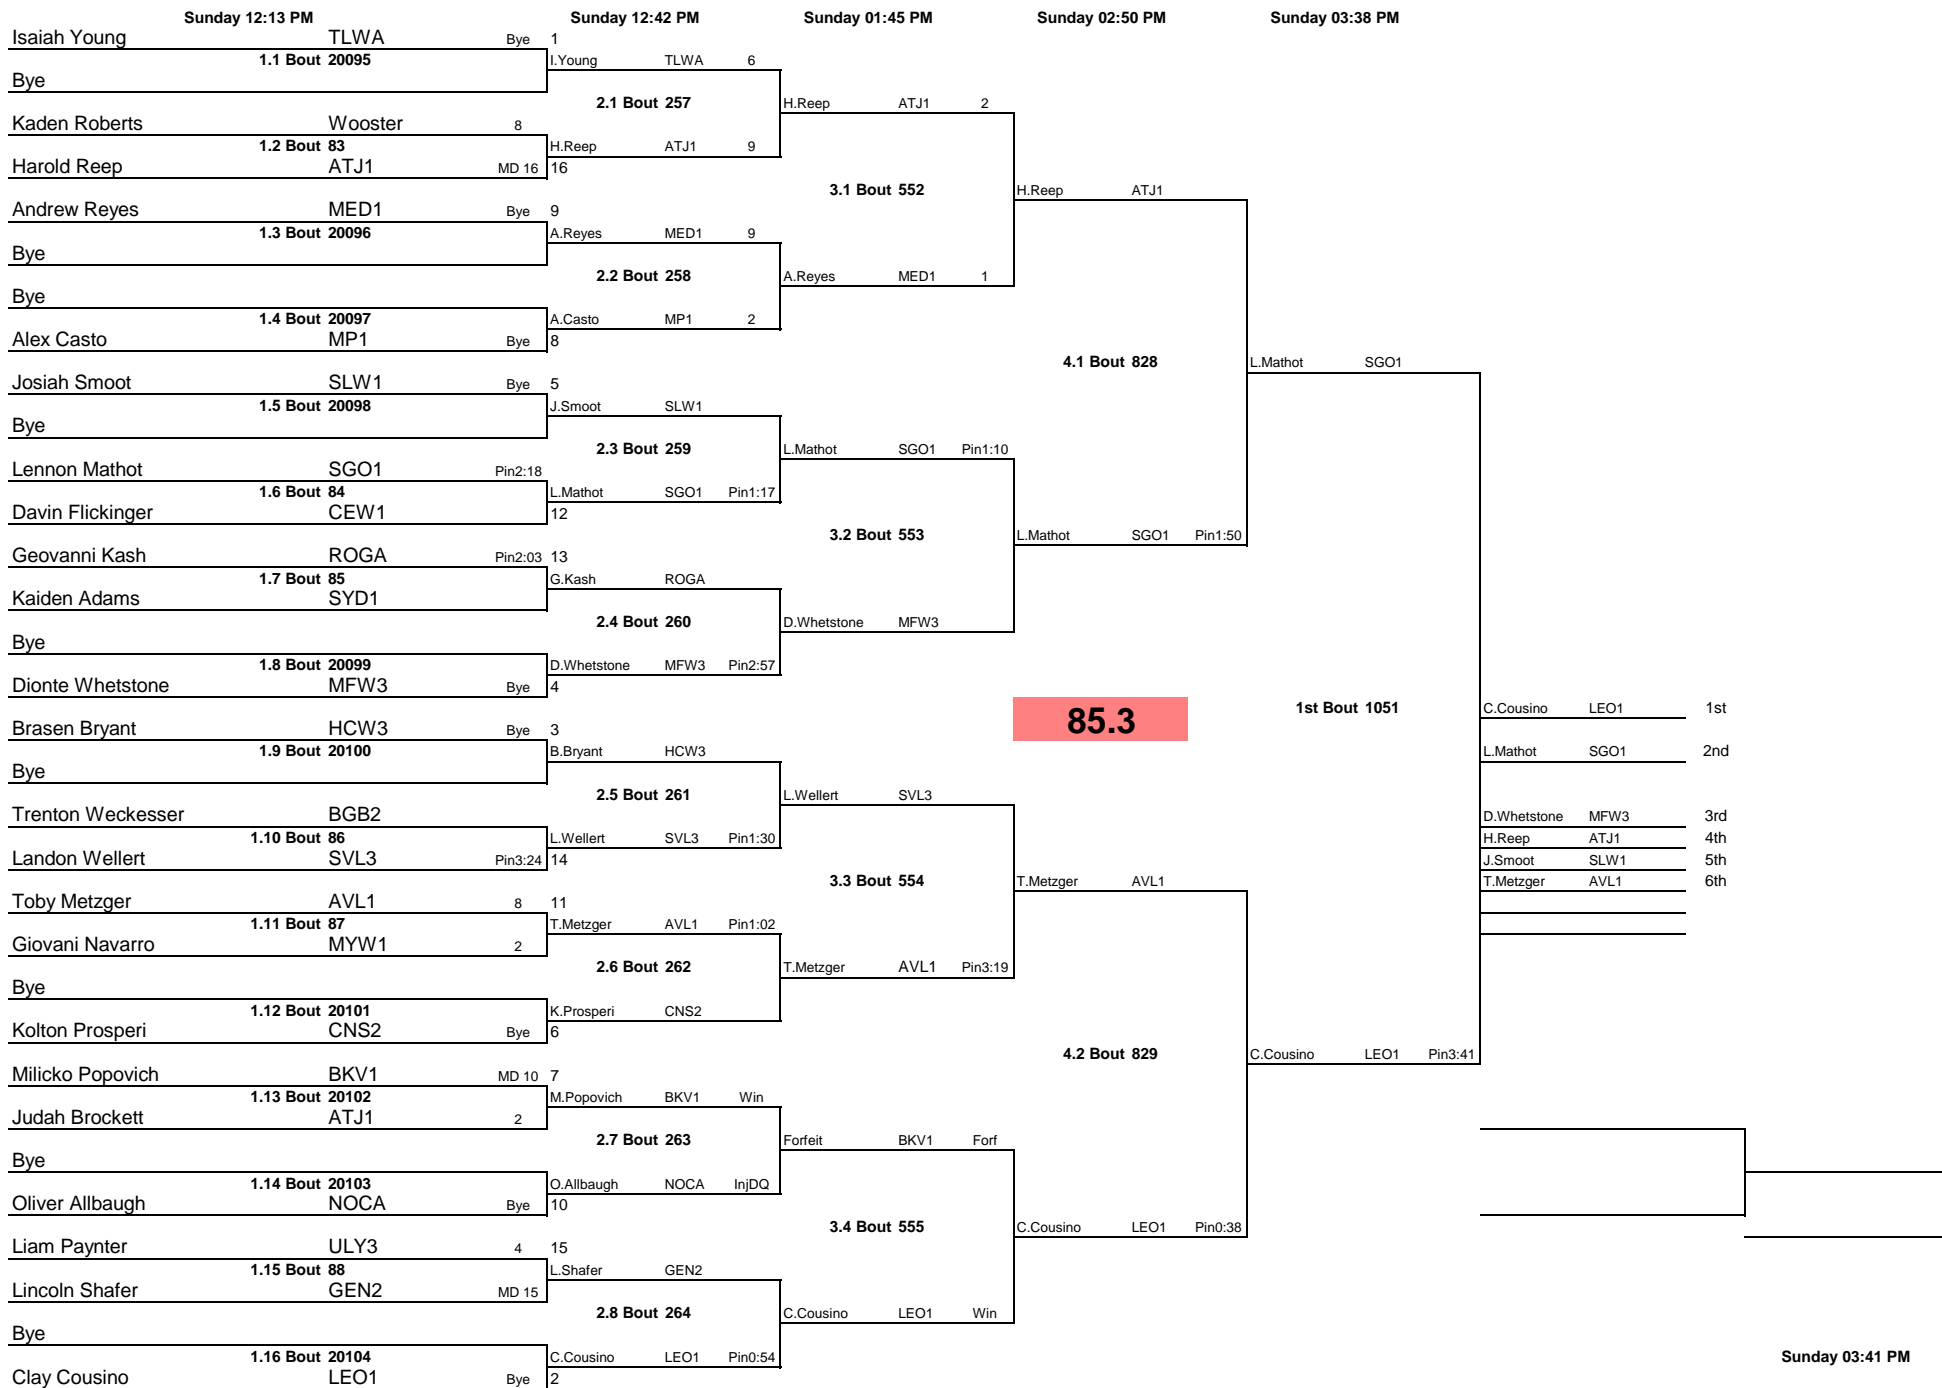 Sunday 12:13 PM Sunday 12:42 PM Sunday 01:45 PM Sunday 02:50 PM Sunday 03:38 PM
Isaiah Young TLWA Bye 1
1.1 Bout 20095 I.Young TLWA 6
Bye
2.1 Bout 257 H.Reep ATJ1 2
Kaden Roberts Wooster 8
1.2 Bout 83 H.Reep ATJ1 9
Harold Reep ATJ1 MD 16 16
3.1 Bout 552 H.Reep ATJ1
Andrew Reyes MED1 Bye 9
1.3 Bout 20096 A.Reyes MED1 9
Bye
2.2 Bout 258 A.Reyes MED1 1
Bye
1.4 Bout 20097 A.Casto MP1 2
Alex Casto MP1 Bye 8
4.1 Bout 828 L.Mathot SGO1
Josiah Smoot SLW1 Bye 5
1.5 Bout 20098 J.Smoot SLW1
Bye
2.3 Bout 259 L.Mathot SGO1 Pin1:10
Lennon Mathot SGO1 Pin2:18
1.6 Bout 84 L.Mathot SGO1 Pin1:17
Davin Flickinger CEW1 12
3.2 Bout 553 L.Mathot SGO1 Pin1:50
Geovanni Kash ROGA Pin2:03 13
1.7 Bout 85 G.Kash ROGA
Kaiden Adams SYD1
2.4 Bout 260 D.Whetstone MFW3
Bye
1.8 Bout 20099 D.Whetstone MFW3 Pin2:57
Dionte Whetstone MFW3 Bye 4
85.3 1st Bout 1051 C.Cousino LEO1 1st
Brasen Bryant HCW3 Bye 3
1.9 Bout 20100 B.Bryant HCW3 L.Mathot SGO1 2nd
Bye
2.5 Bout 261 L.Wellert SVL3
Trenton Weckesser BGB2 D.Whetstone MFW3 3rd
1.10 Bout 86 L.Wellert SVL3 Pin1:30 H.Reep ATJ1 4th
Landon Wellert SVL3 Pin3:24 14 J.Smoot SLW1 5th
3.3 Bout 554 T.Metzger AVL1 T.Metzger AVL1 6th
Toby Metzger AVL1 8 11
1.11 Bout 87 T.Metzger AVL1 Pin1:02
Giovani Navarro MYW1 2
2.6 Bout 262 T.Metzger AVL1 Pin3:19
Bye
1.12 Bout 20101 K.Prosperi CNS2
Kolton Prosperi CNS2 Bye 6
4.2 Bout 829 C.Cousino LEO1 Pin3:41
Milicko Popovich BKV1 MD 10 7
1.13 Bout 20102 M.Popovich BKV1 Win
Judah Brockett ATJ1 2
2.7 Bout 263 Forfeit BKV1 Forf
Bye
1.14 Bout 20103 O.Allbaugh NOCA InjDQ
Oliver Allbaugh NOCA Bye 10
3.4 Bout 555 C.Cousino LEO1 Pin0:38
Liam Paynter ULY3 4 15
1.15 Bout 88 L.Shafer GEN2
Lincoln Shafer GEN2 MD 15
2.8 Bout 264 C.Cousino LEO1 Win
Bye
1.16 Bout 20104 C.Cousino LEO1 Pin0:54 Sunday 03:41 PM
Clay Cousino LEO1 Bye 2